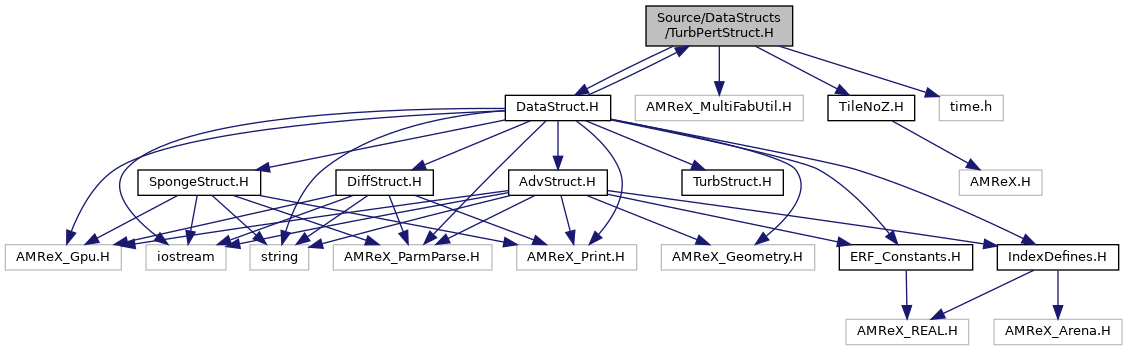 Source/DataStructs
/TurbPertStruct.H
DataStruct.H
AMReX_MultiFabUtil.H
TileNoZ.H
time.h
SpongeStruct.H
DiffStruct.H
AdvStruct.H
TurbStruct.H
AMReX.H
AMReX_Gpu.H
iostream
string
AMReX_ParmParse.H
AMReX_Print.H
AMReX_Geometry.H
ERF_Constants.H
IndexDefines.H
AMReX_REAL.H
AMReX_Arena.H